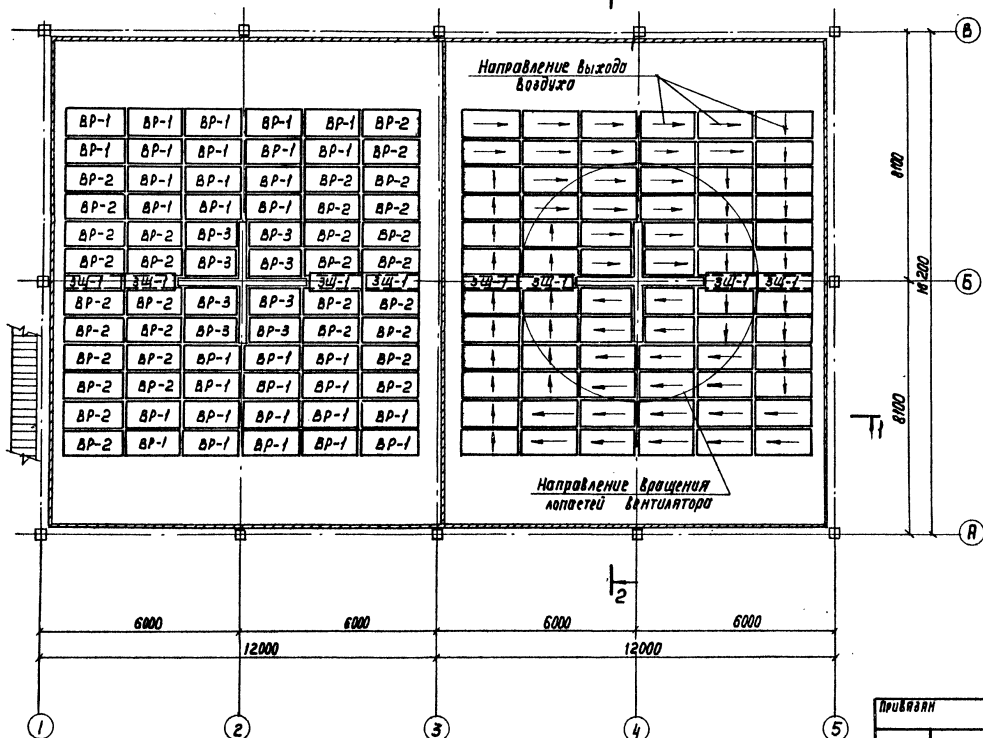 В
Направление выхода
воздуха
ВР-1 ВР-1 ВР-1 ВР-1 ВР-1 ВР-2
ВР-1 ВР-1 ВР-1 ВР-1 ВР-1 ВР-2
ВР-2 ВР-1 ВР-1 ВР-1 ВР-2 ВР-2
ВР-2 ВР-1 ВР-1 ВР-1 ВР-2 ВР-2
ВР-2 ВР-2 ВР-3 ВР-3 ВР-2 ВР-2
ВР-2 ВР-2 ВР-3 ВР-3 ВР-2 ВР-2
ЗЩ-1 ЗЩ-1 ЗЩ-1 ЗЩ-1 ЗЩ-1 ЗЩ-1 ЗЩ-1 ЗЩ-1
Б
ВР-2 ВР-2 ВР-3 ВР-3 ВР-2 ВР-2
ВР-2 ВР-2 ВР-3 ВР-3 ВР-2 ВР-2
ВР-2 ВР-2 ВР-1 ВР-1 ВР-1 ВР-2
ВР-2 ВР-2 ВР-1 ВР-1 ВР-1 ВР-2
ВР-2 ВР-1 ВР-1 ВР-1 ВР-1 ВР-1
ВР-2 ВР-1 ВР-1 ВР-1 ВР-1 ВР-1
8100
16200
8100
1
Направление вращения
лопастей вентилятора
А
2
6000 6000 6000 6000
12000 12000
Привязан
1 2 3 4 5